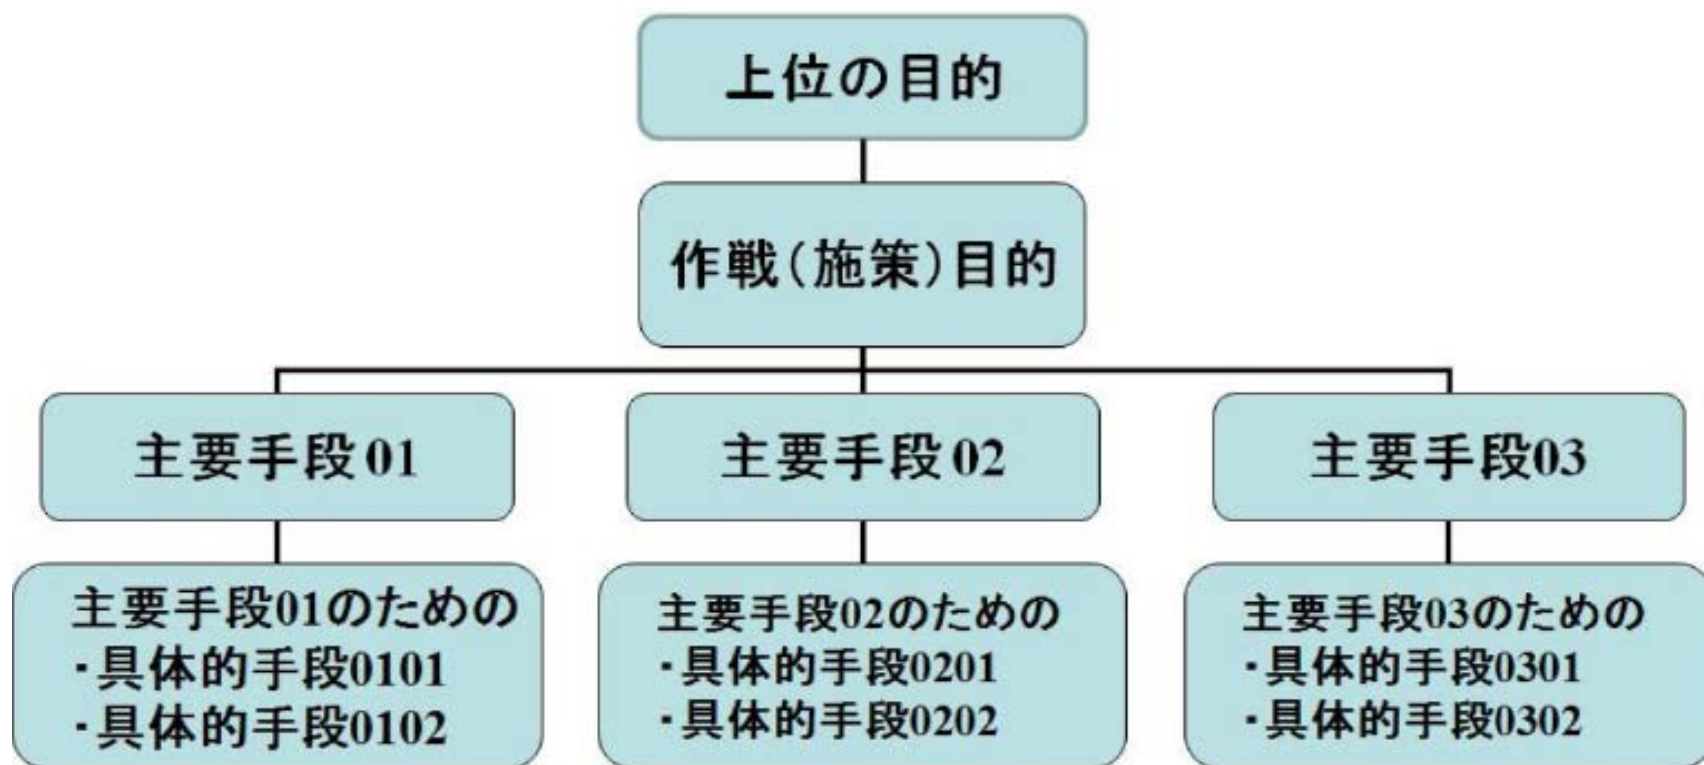 上位の目的
作戦(施策)目的
主要手段01
主要手段02
主要手段03
主要手段01のための
・具体的手段0101
・具体的手段0102
主要手段02のための
・具体的手段0201
・具体的手段0202
主要手段03のための
・具体的手段0301
・具体的手段0302